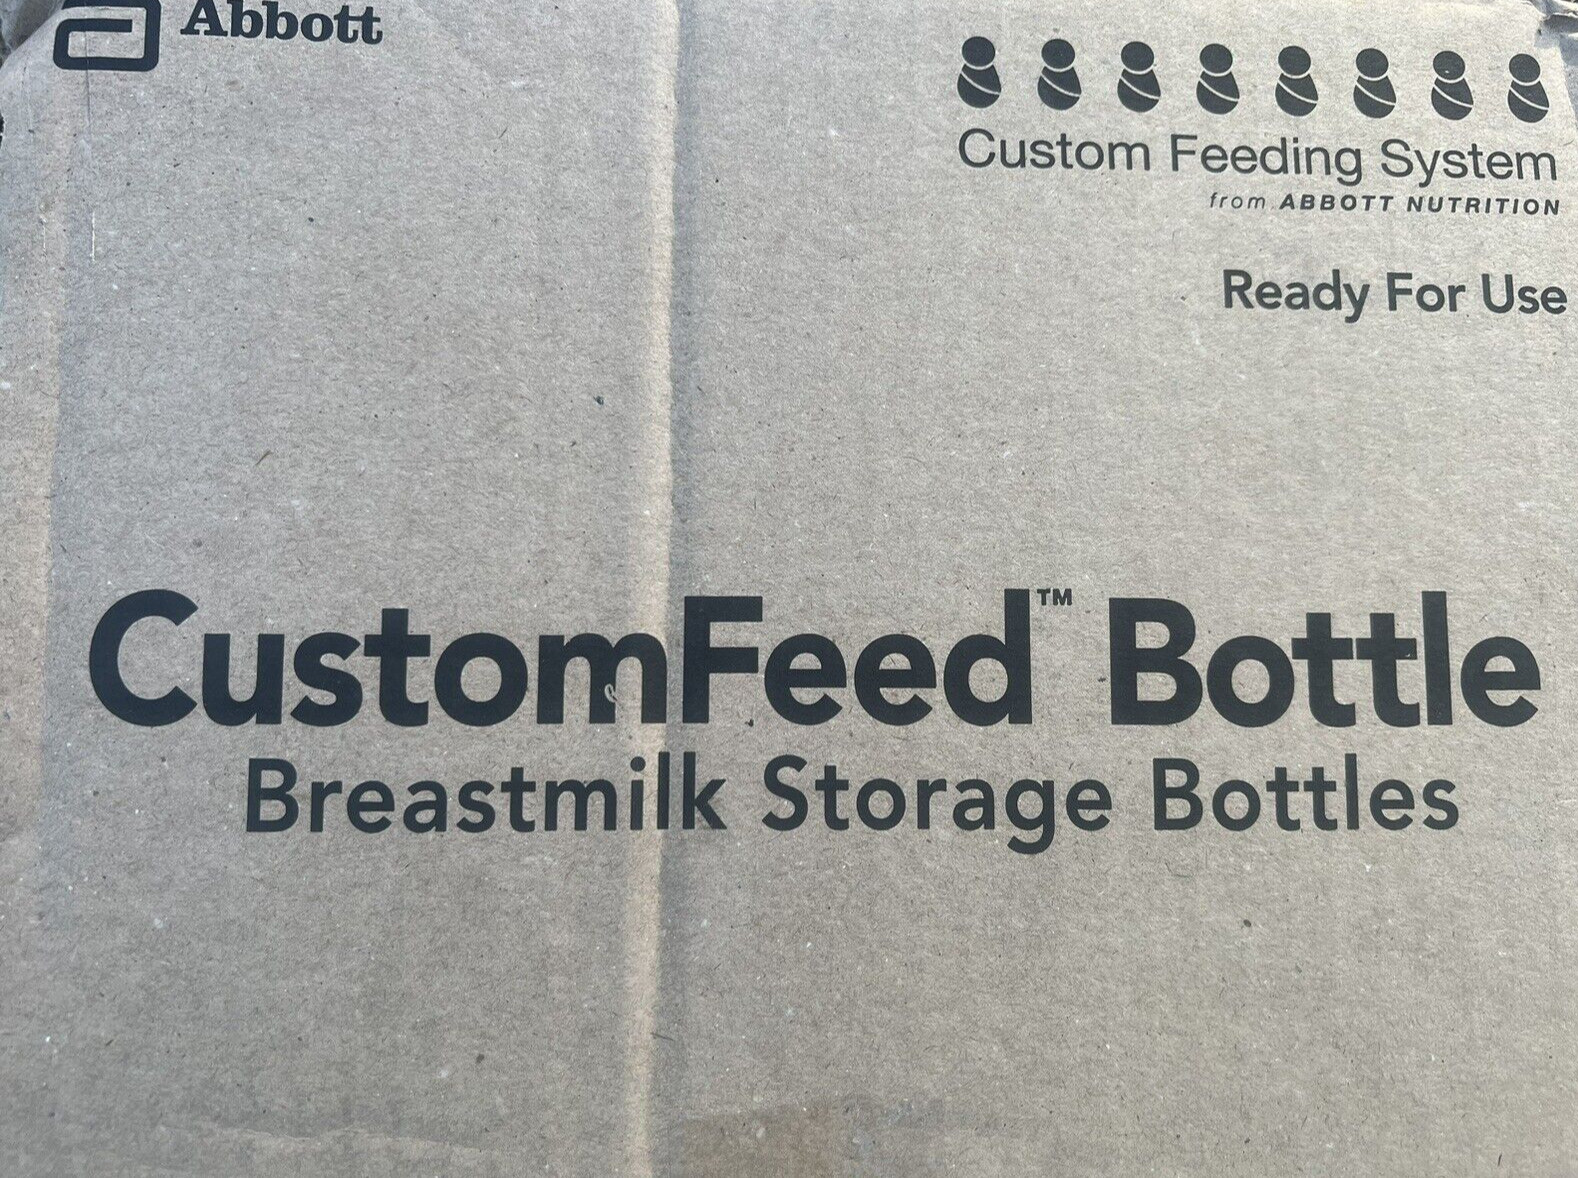 Abbott
Custom Feeding System
from ABBOTT NUTRITION
Ready For Use
CustomFeed™ Bottle
Breastmilk Storage Bottles